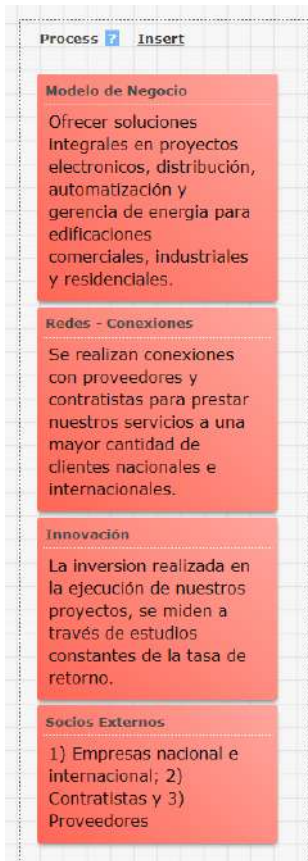 Process ? Insert
Modelo de Negocio
Ofrecer soluciones
integrales en proyectos
electronicos, distribución,
automatización y
gerencia de energia para
edificaciones
comerciales, industriales
y residenciales.
Redes - Conexiones
Se realizan conexiones
con proveedores y
contratistas para prestar
nuestros servicios a una
mayor cantidad de
clientes nacionales e
internacionales.
Innovación
La inversion realizada en
la ejecución de nuestros
proyectos, se miden a
través de estudios
constantes de la tasa de
retorno.
Socios Externos
1) Empresas nacional e
internacional; 2)
Contratistas y 3)
Proveedores